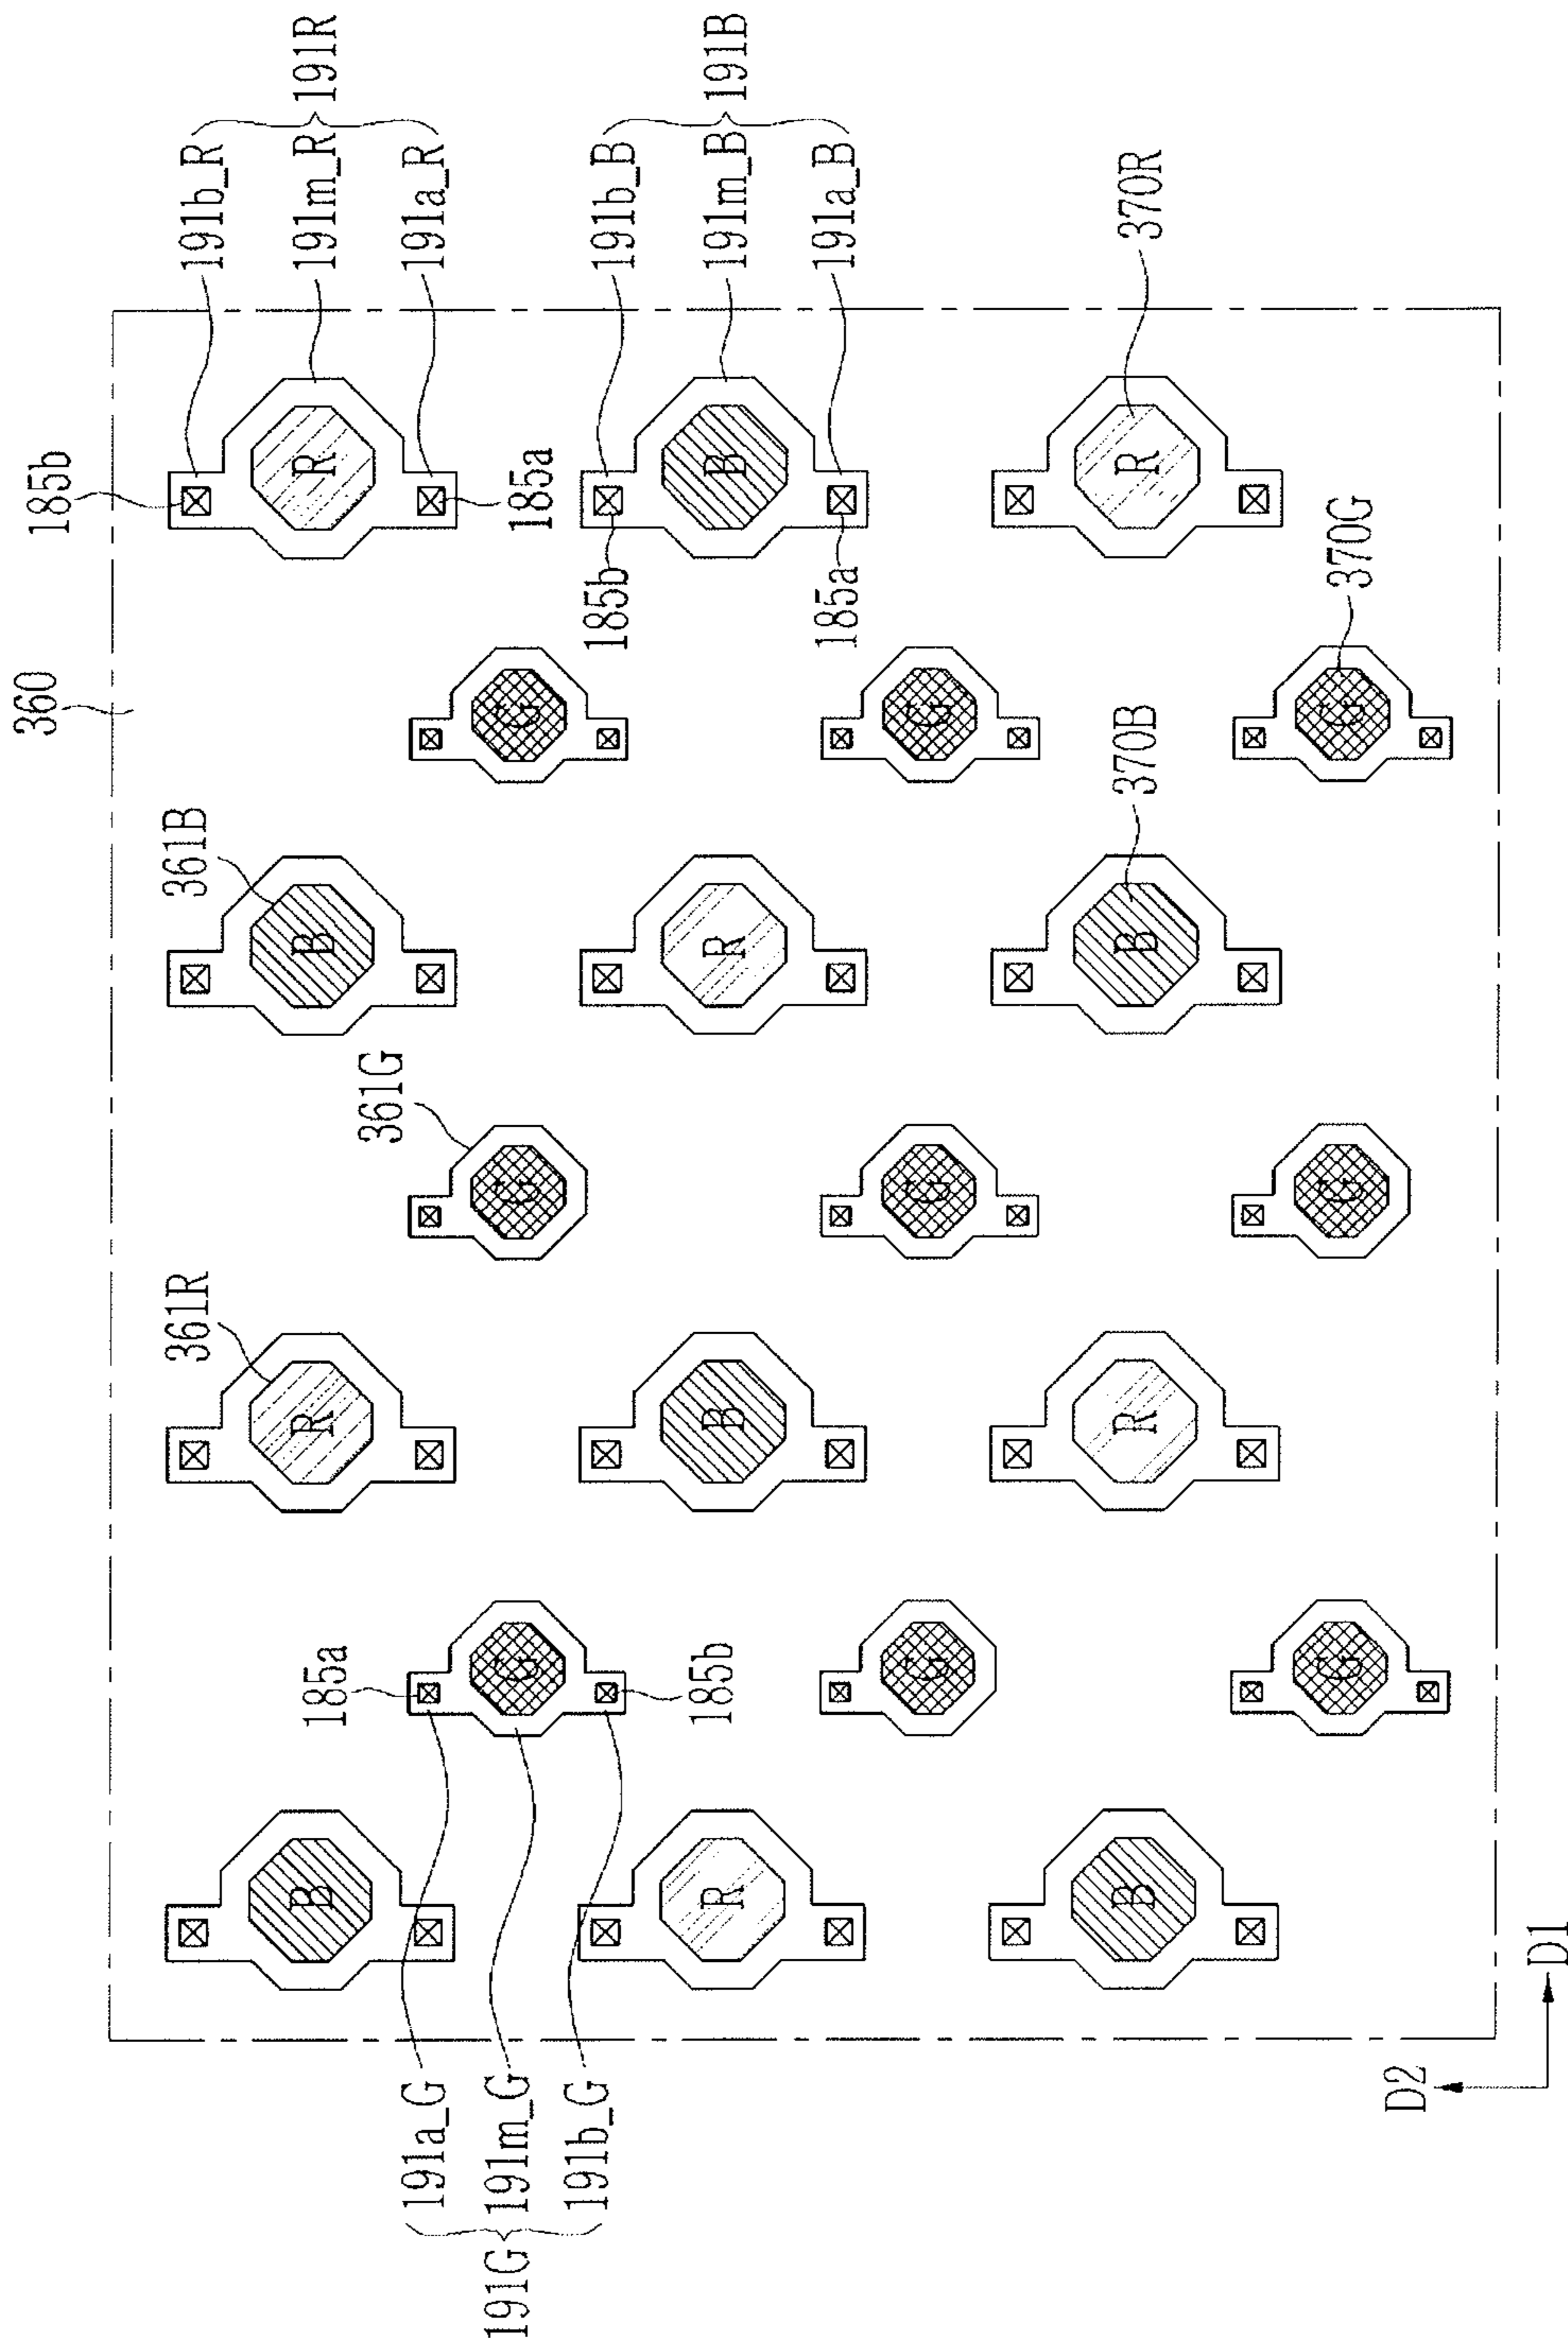 360
185b
361R
361B
191b_R
B
R
B
R
191m_R
191R
185a
361G
191a_G
191a_R
191G
191m_G
G
G
G
185a
191b_G
185b
185b
191b_B
R
B
R
B
191m_B
191B
185a
191a_B
G
G
G
B
R
B
R
370B
370R
G
G
G
370G
D2
D1